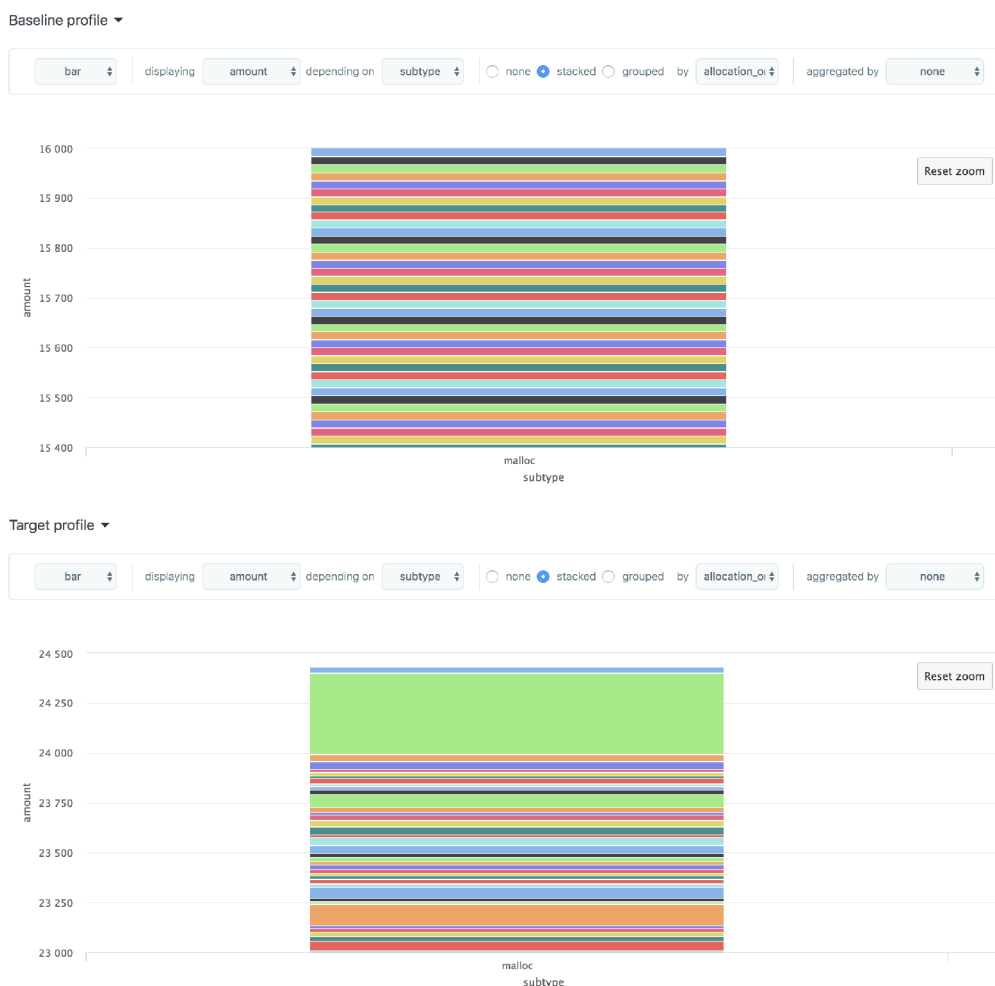 Baseline profile
bar displaying amount depending on subtype none stacked grouped by allocation_o aggregated by none
16 000
Reset zoom
15 900
15 800
15 700
amount
15 600
15 500
15 400
malloc
subtype
Target profile
bar displaying amount depending on subtype none stacked grouped by allocation_o aggregated by none
24 500
Reset zoom
24 250
24 000
23 750
amount
23 500
23 250
23 000
malloc
subtype